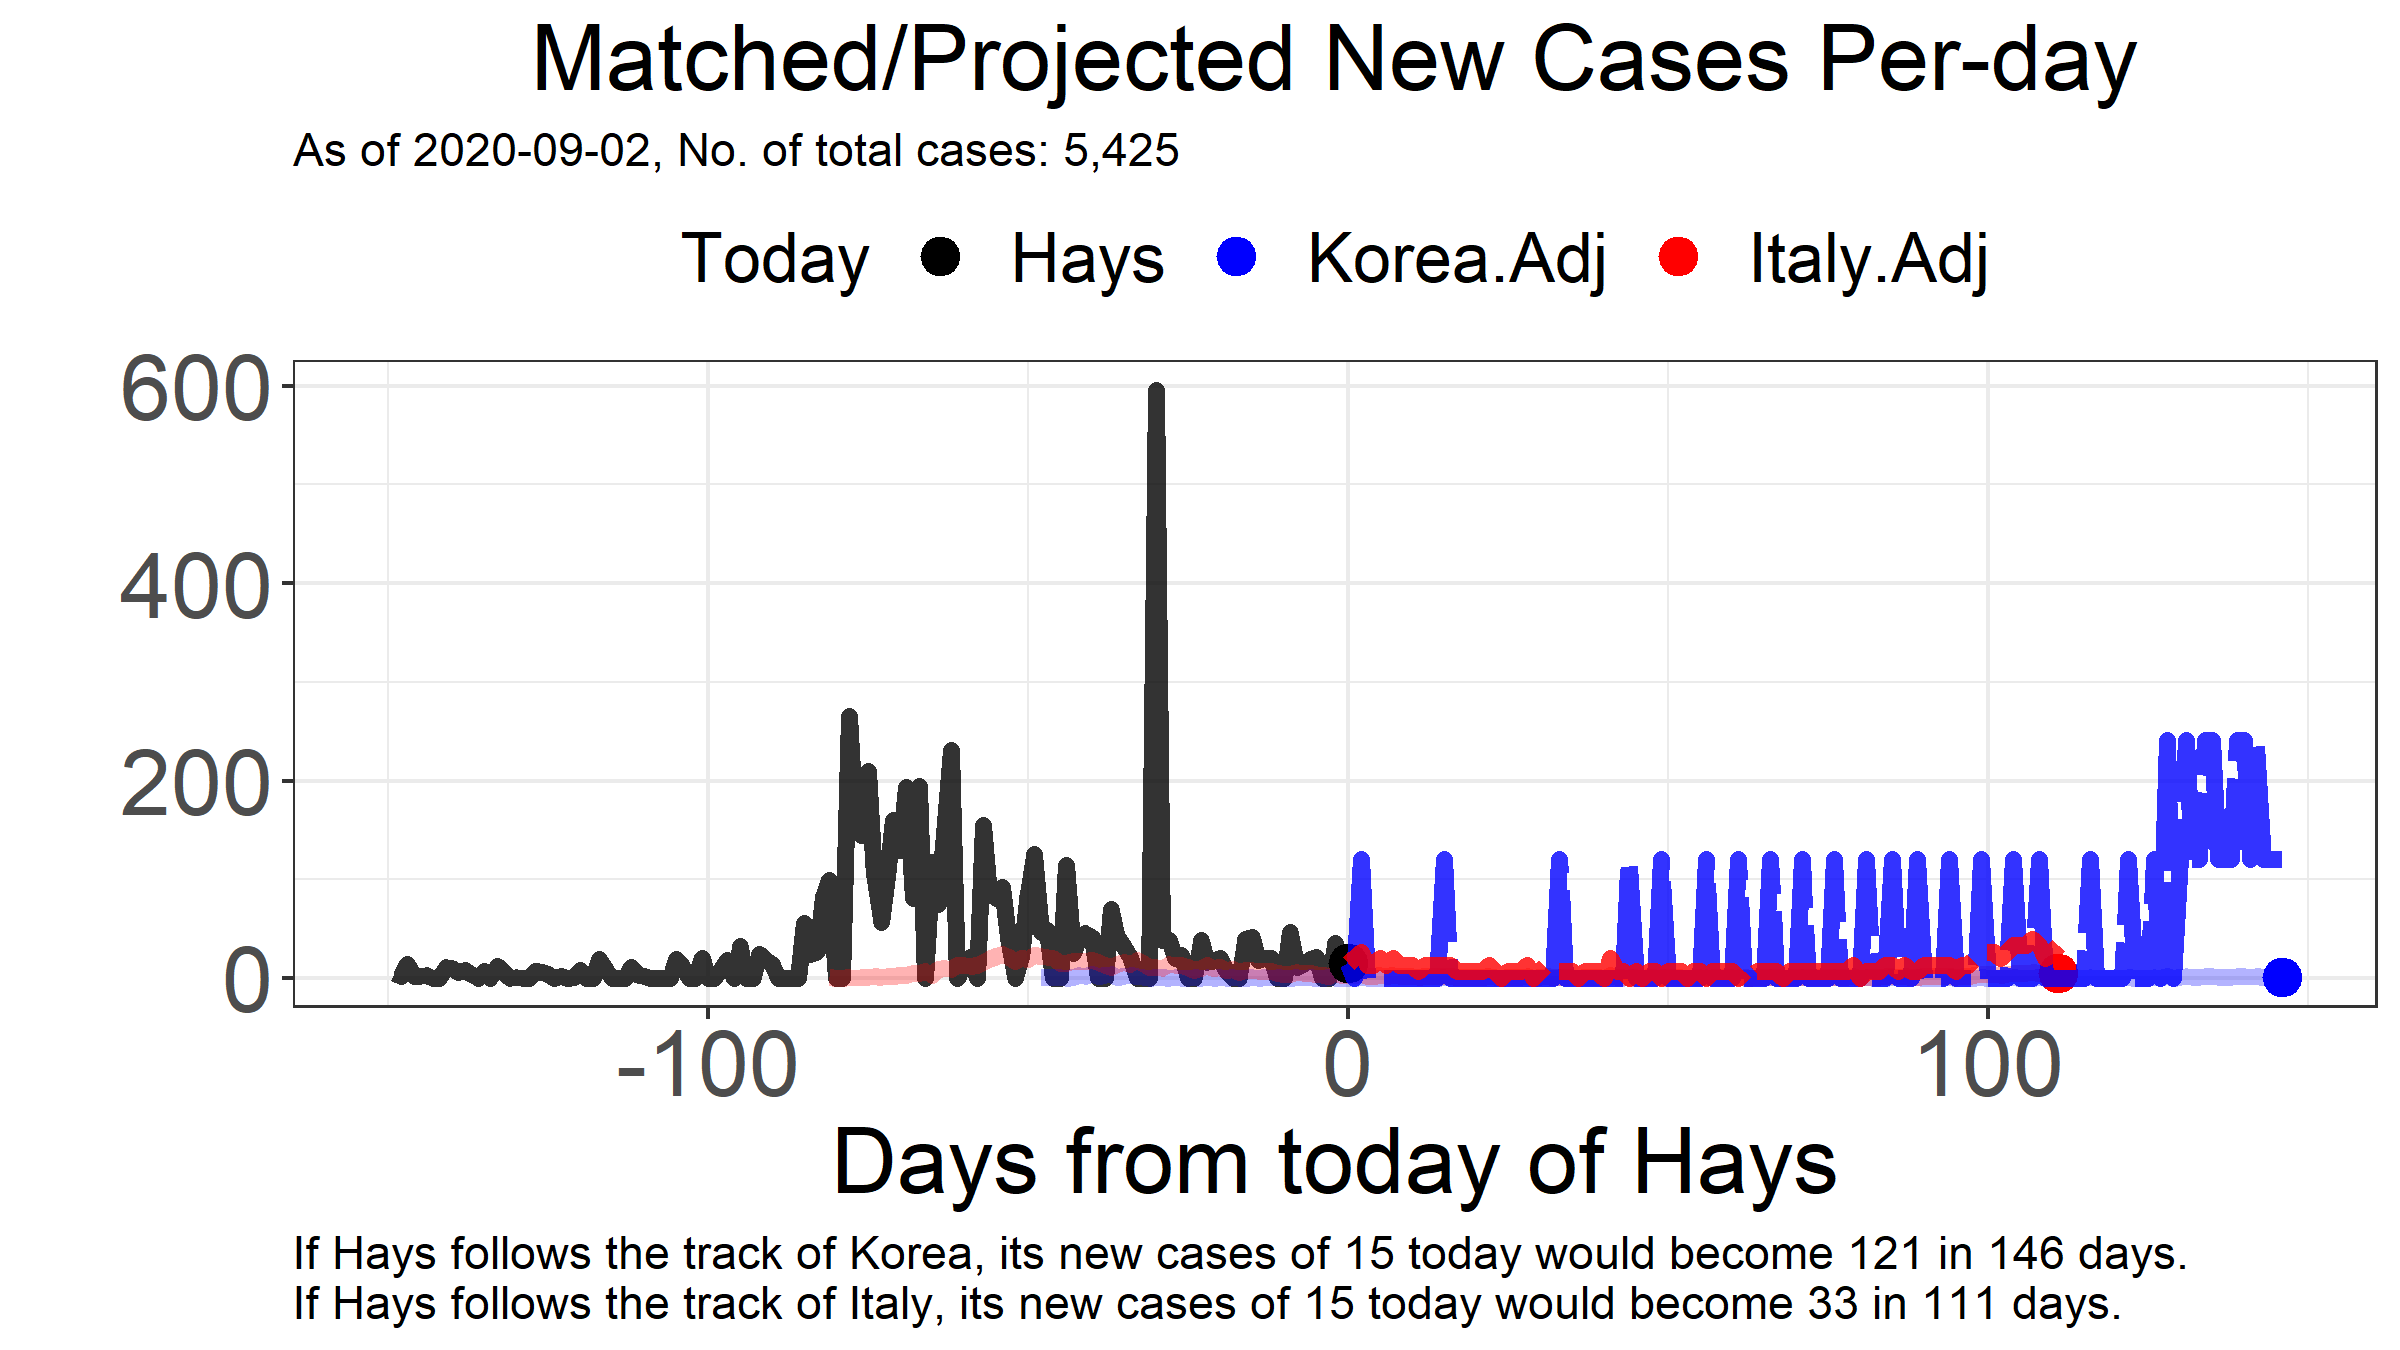 Matched/Projected New Cases Per-day
As of 2020-09-02, No. of total cases: 5,425
Today Hays Korea.Adj Italy.Adj
600
400
200
0
-100 0 100
Days from today of Hays
If Hays follows the track of Korea, its new cases of 15 today would become 121 in 146 days.
If Hays follows the track of Italy, its new cases of 15 today would become 33 in 111 days.